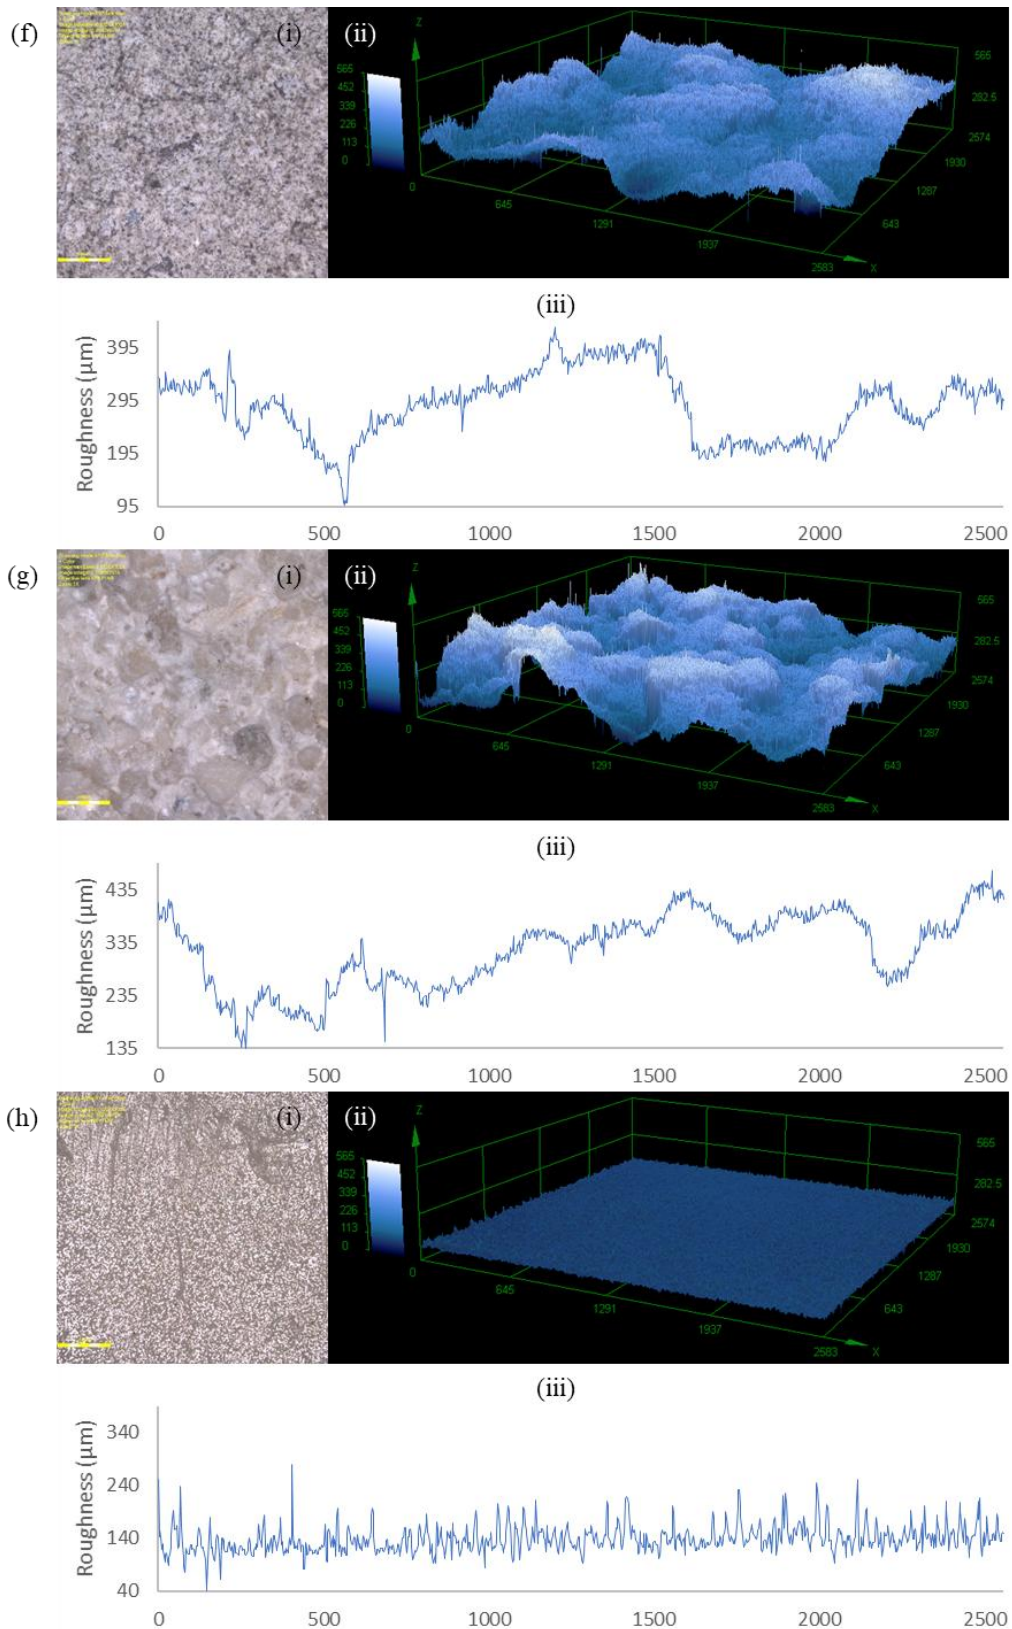 (f)
(i)
(ii)
Z
565
452
339
226
113
0
0
645
1291
1937
2583
X
643
1287
1930
2574
282.5
565
(iii)
Roughness (µm)
395
295
195
95
0 500 1000 1500 2000 2500
(g)
(i)
(ii)
Z
565
452
339
226
113
0
0
645
1291
1937
2583
X
643
1287
1930
2574
282.5
565
(iii)
Roughness (µm)
435
335
235
135
0 500 1000 1500 2000 2500
(h)
(i)
(ii)
Z
565
452
339
226
113
0
0
645
1291
1937
2583
X
643
1287
1930
2574
282.5
565
(iii)
Roughness (µm)
340
240
140
40
0 500 1000 1500 2000 2500